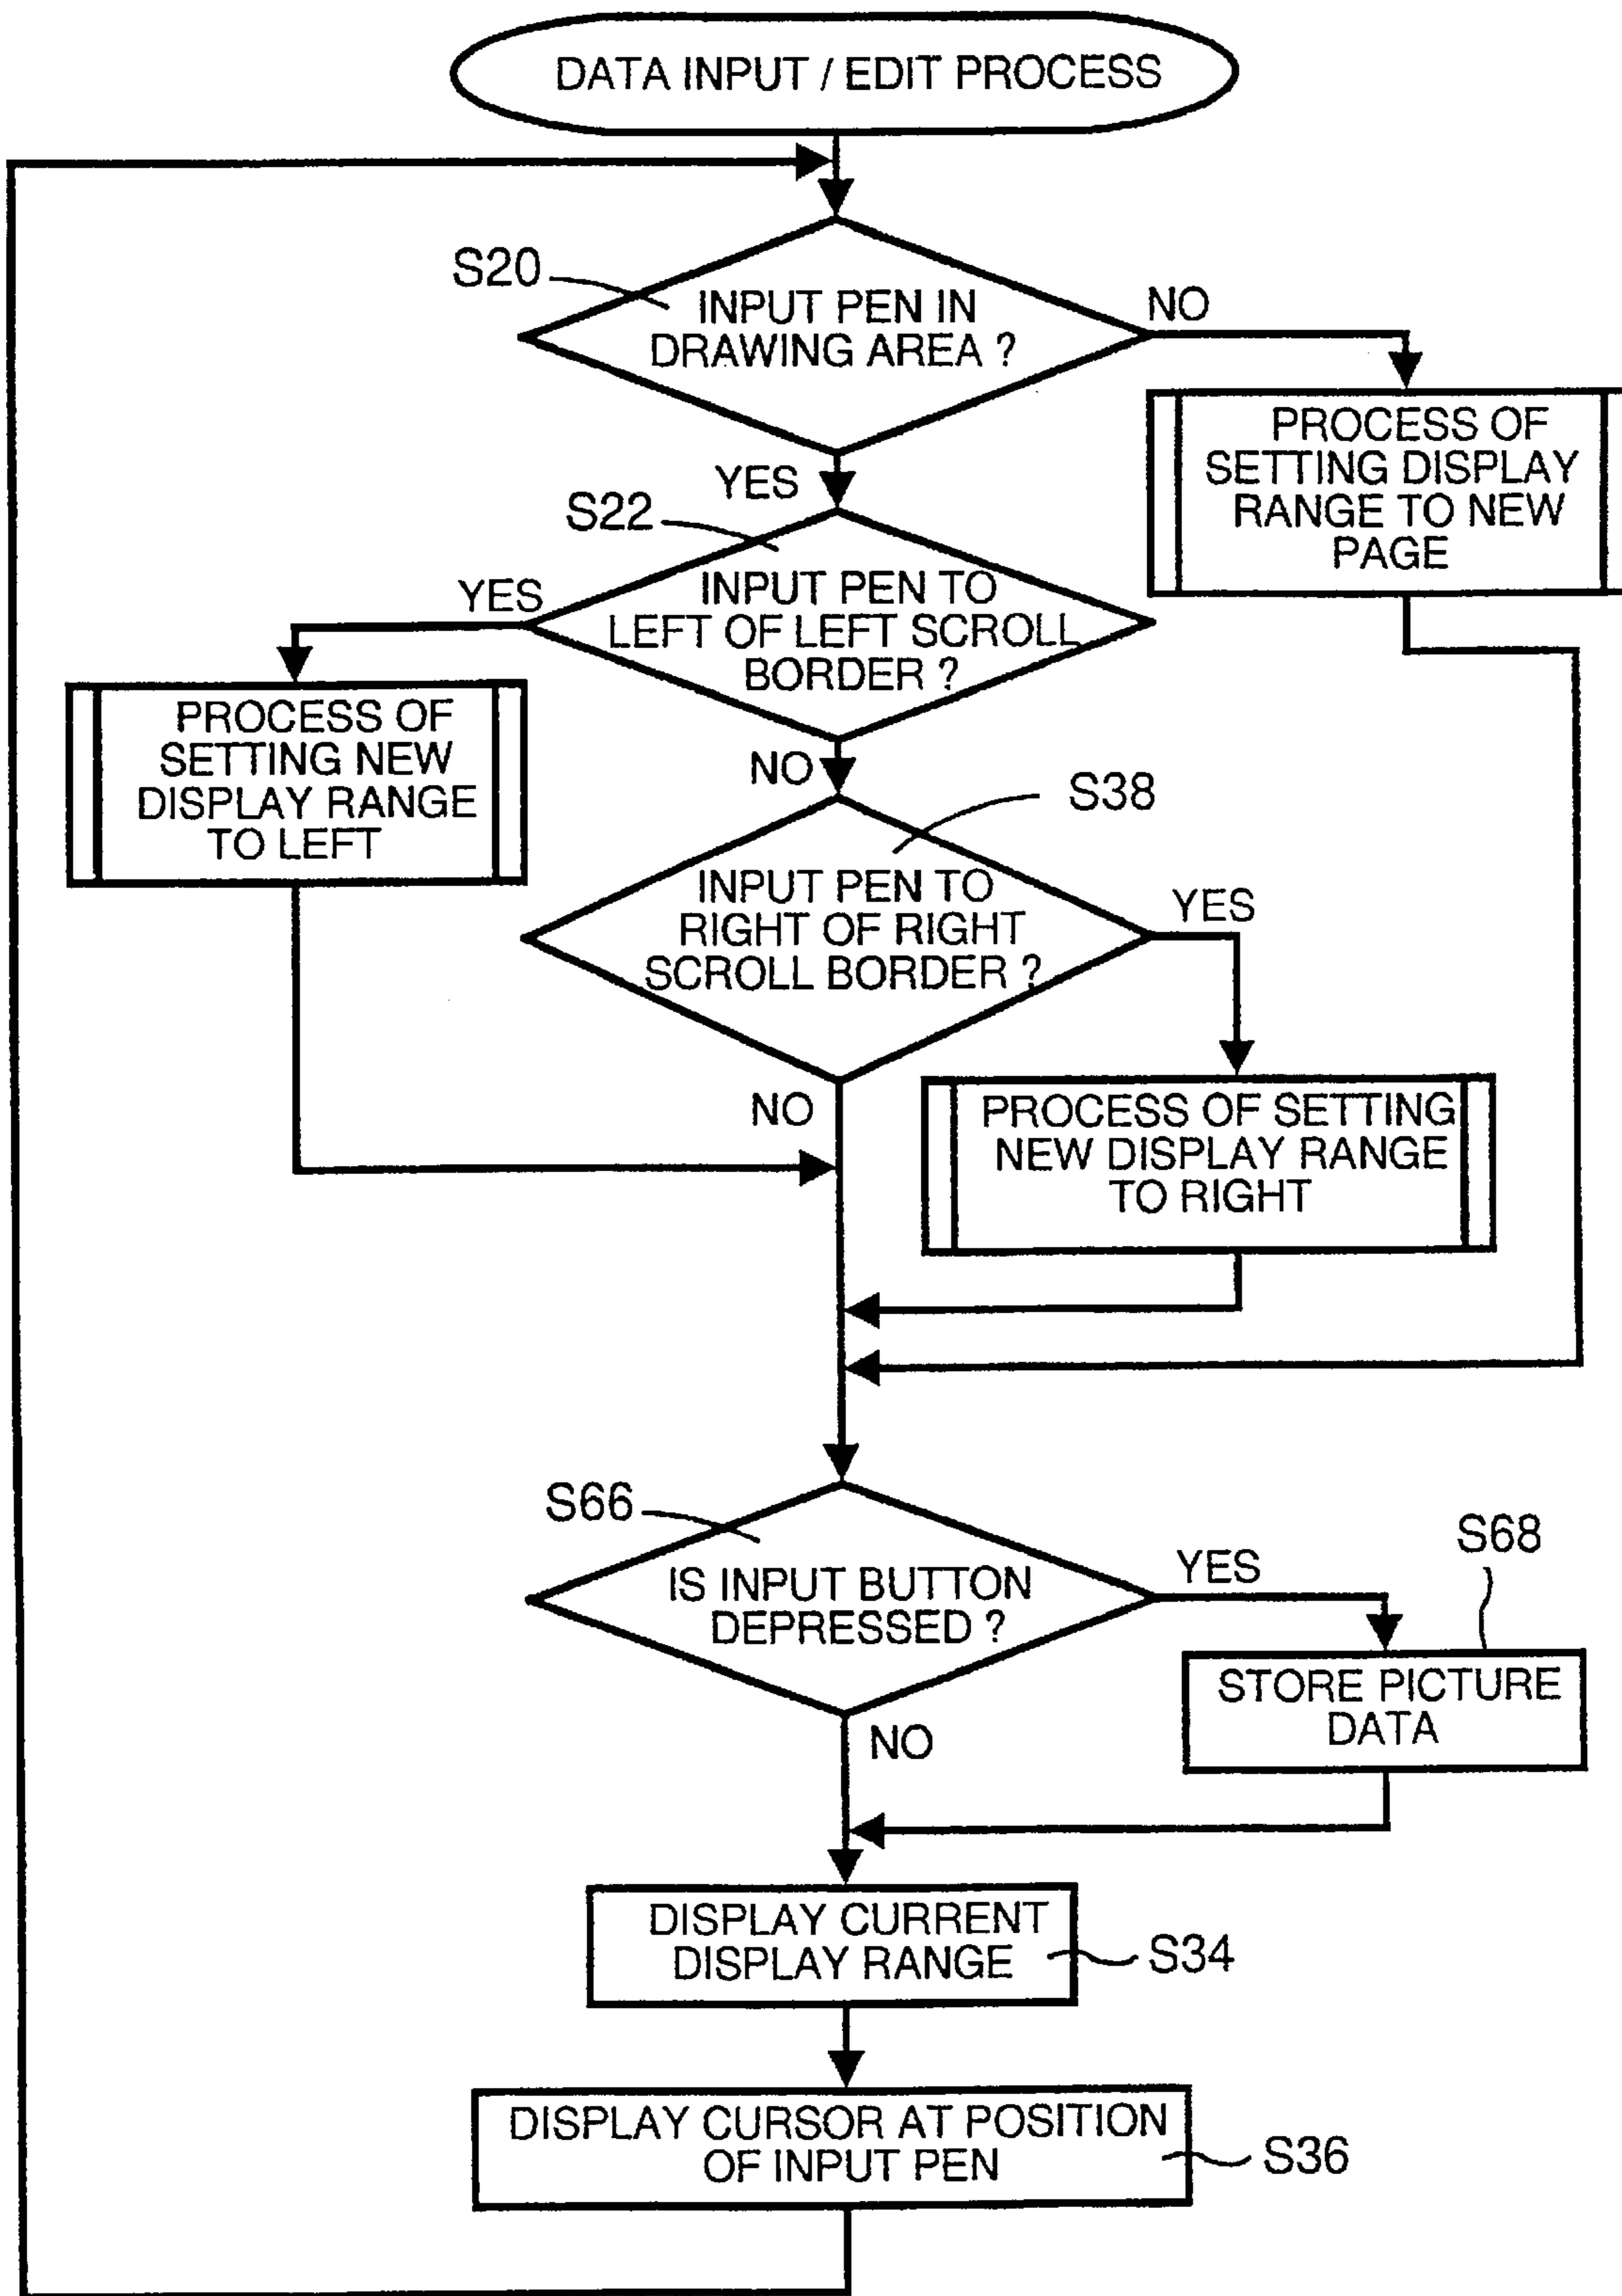 DATA INPUT / EDIT PROCESS
S20
INPUT PEN IN
DRAWING AREA ?
NO
YES
PROCESS OF
SETTING DISPLAY
RANGE TO NEW
PAGE
S22
INPUT PEN TO
LEFT OF LEFT SCROLL
BORDER ?
YES
NO
PROCESS OF
SETTING NEW
DISPLAY RANGE
TO LEFT
S38
INPUT PEN TO
RIGHT OF RIGHT
SCROLL BORDER ?
YES
NO
PROCESS OF SETTING
NEW DISPLAY RANGE
TO RIGHT
S66
IS INPUT BUTTON
DEPRESSED ?
YES
NO
S68
STORE PICTURE
DATA
DISPLAY CURRENT
DISPLAY RANGE
S34
DISPLAY CURSOR AT POSITION
OF INPUT PEN
S36